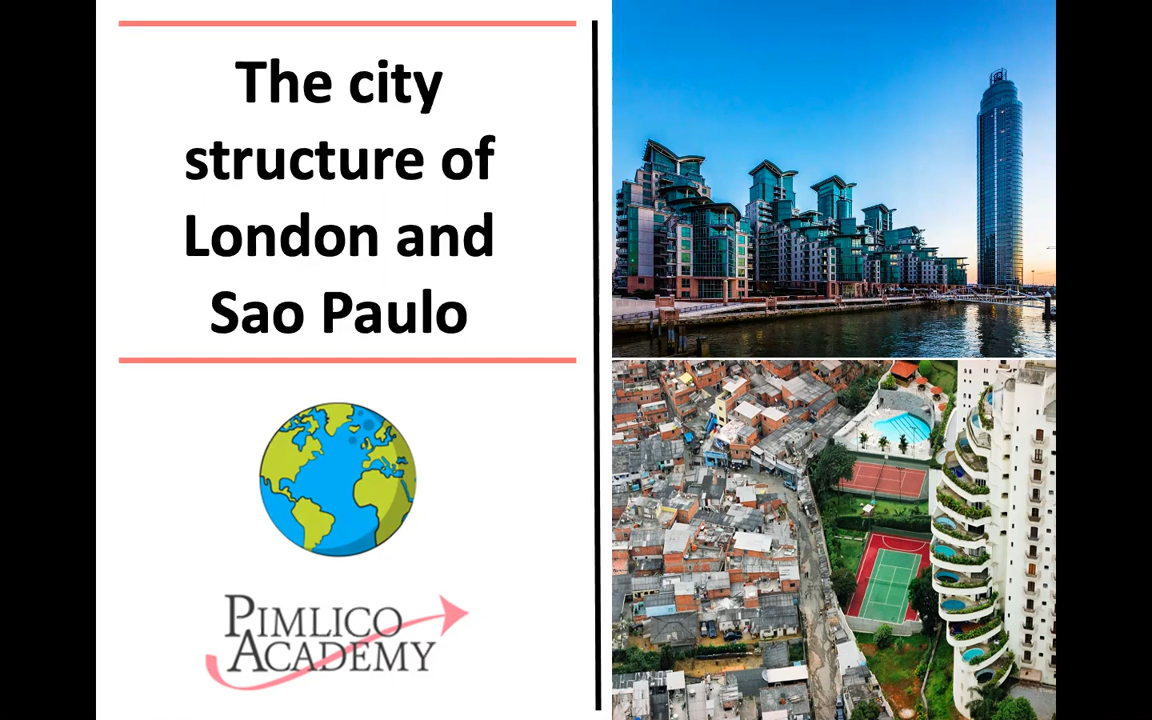 The city
structure of
London and
Sao Paulo
PIMLICO
ACADEMY